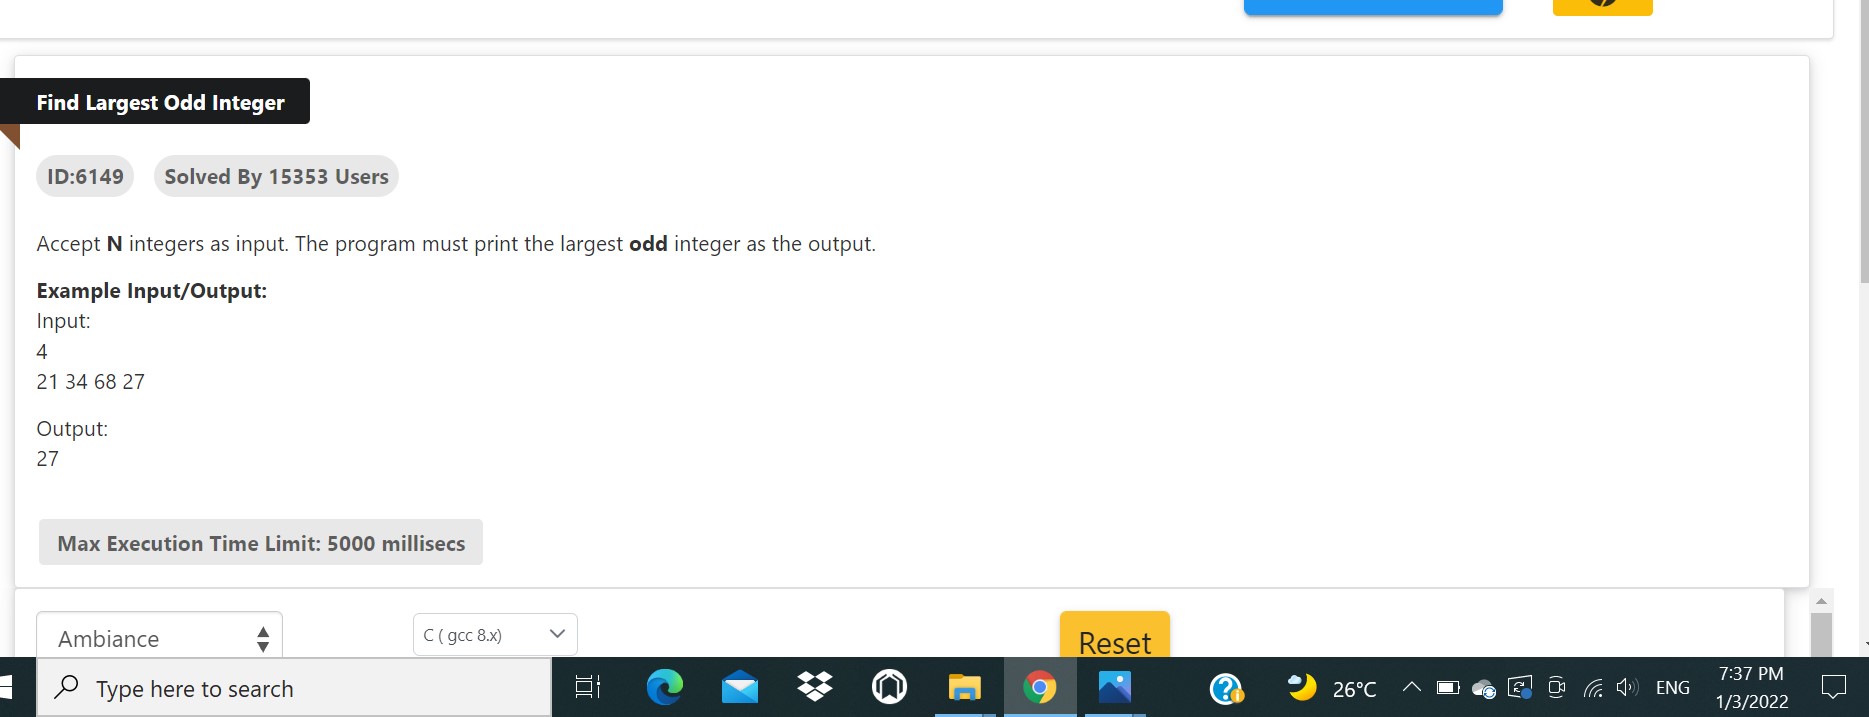 Find Largest Odd Integer
ID:6149 Solved By 15353 Users
Accept N integers as input. The program must print the largest odd integer as the output.
Example Input/Output:
Input:
4
21 34 68 27
Output:
27
Max Execution Time Limit: 5000 millisecs
Ambiance C ( gcc 8.x) Reset
Type here to search 26°C ENG 7:37 PM
1/3/2022